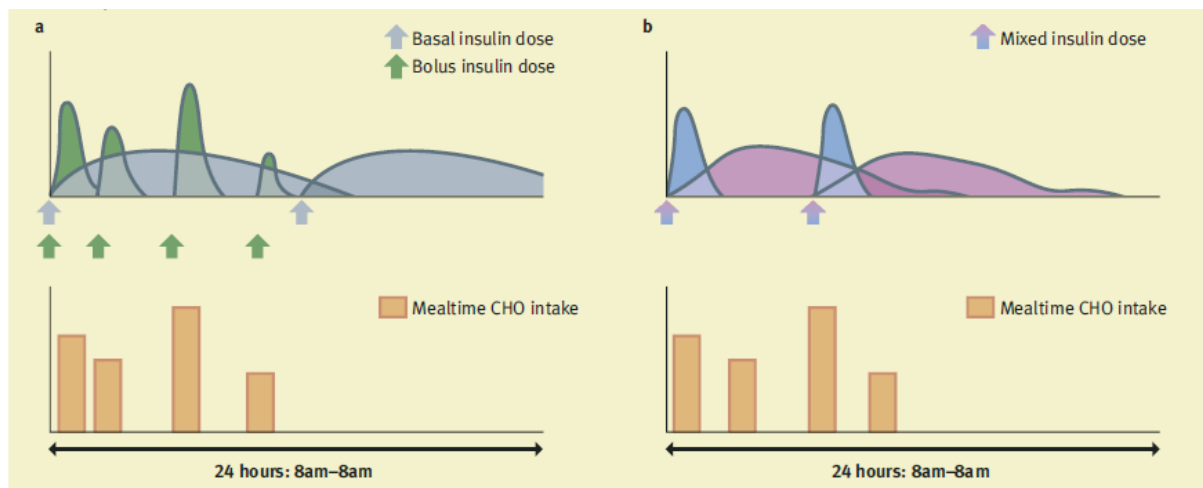 a
Basal insulin dose
Bolus insulin dose
b
Mixed insulin dose
Mealtime CHO intake
Mealtime CHO intake
24 hours: 8am–8am
24 hours: 8am–8am